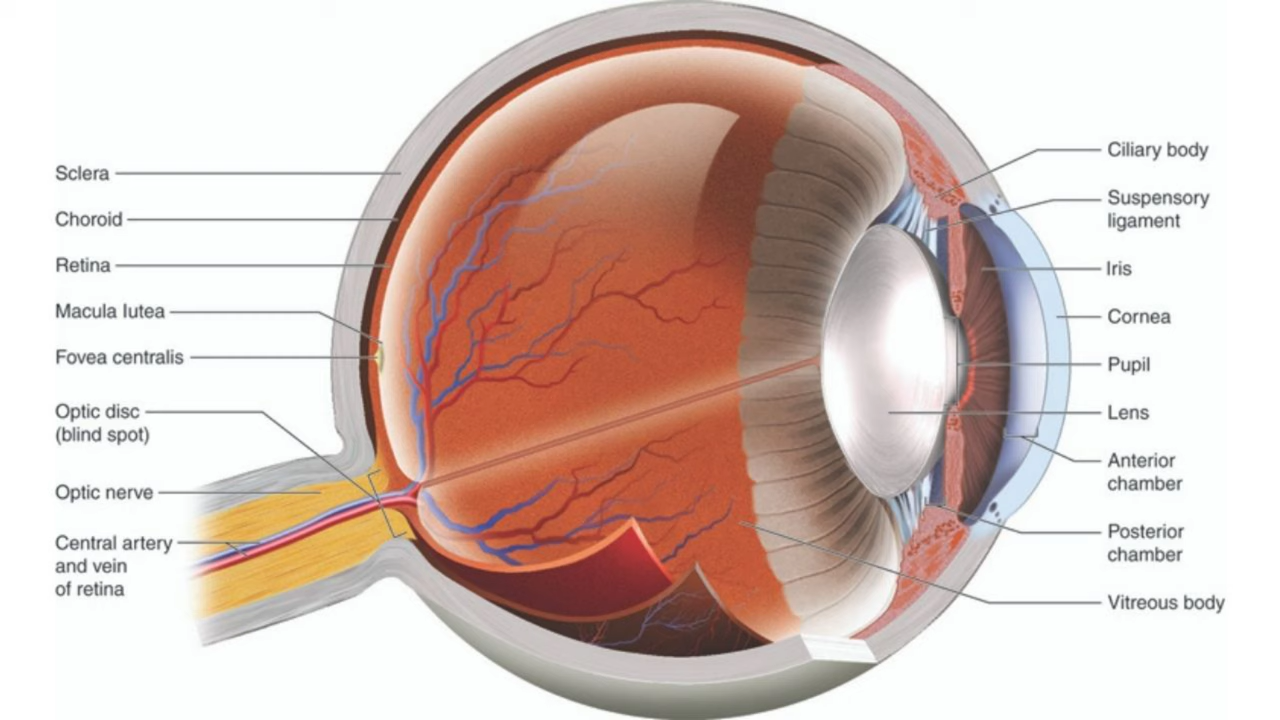 Sclera
Choroid
Retina
Macula lutea
Fovea centralis
Optic disc
(blind spot)
Optic nerve
Central artery
and vein
of retina
Ciliary body
Suspensory
ligament
Iris
Cornea
Pupil
Lens
Anterior
chamber
Posterior
chamber
Vitreous body